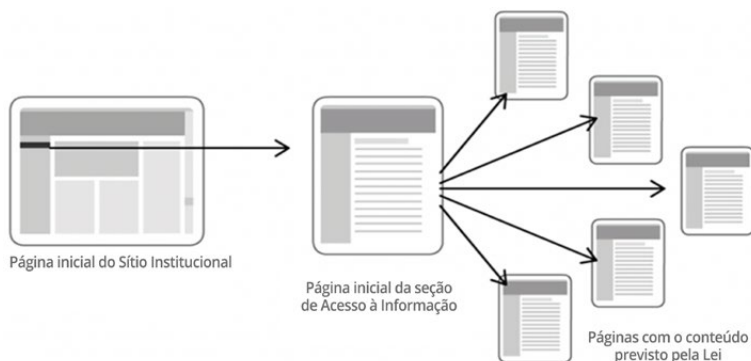 Página inicial do Sítio Institucional
Página inicial da seção
de Acesso à Informação
Páginas com o conteúdo
previsto pela Lei